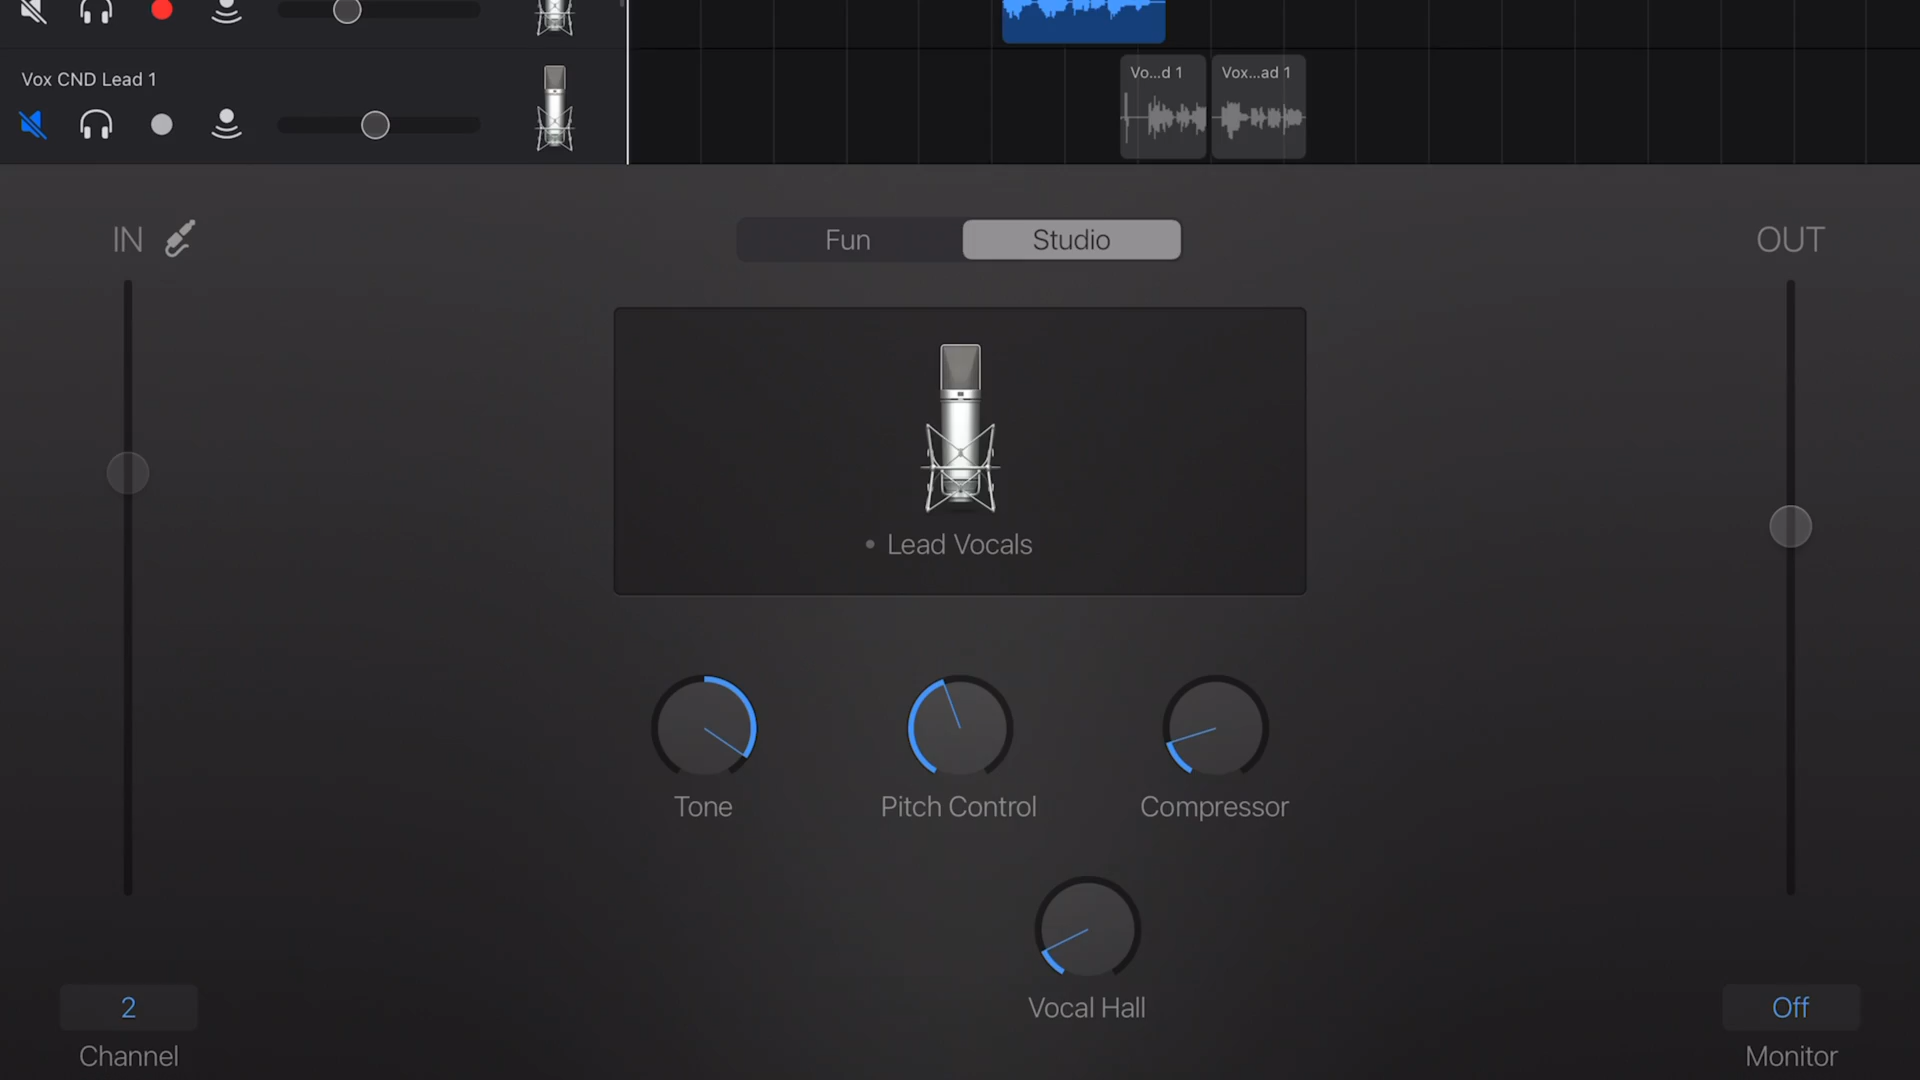 Vox CND Lead 1
Vo...d 1
Vox...ad 1
IN
Fun
Studio
OUT
Lead Vocals
Tone
Pitch Control
Compressor
Vocal Hall
2
Channel
Off
Monitor